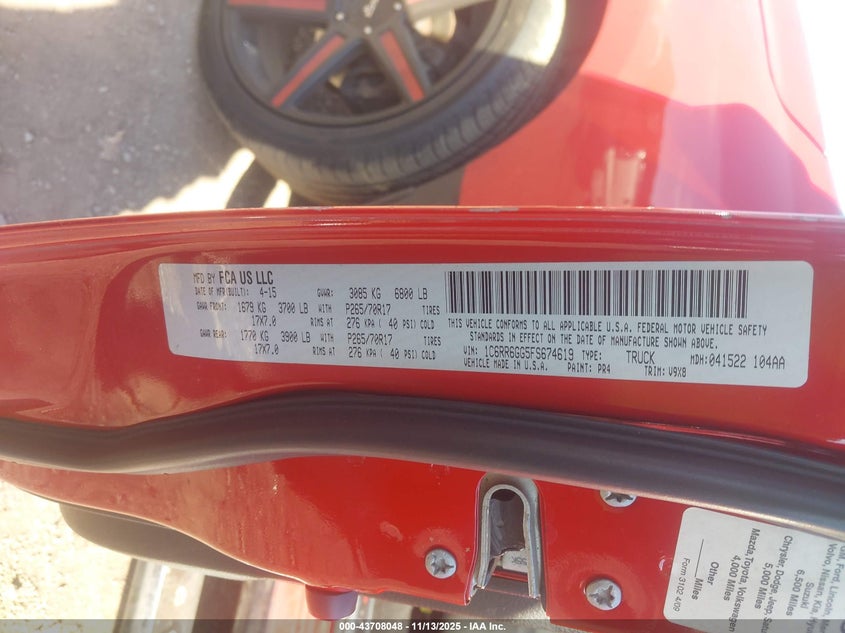 MFD BY FCA US LLC
DATE OF MFR(BUILT): 4-15 GVWR: 3085 KG 6800 LB
GAWR FRONT: 1679 KG 3700 LB WITH P265/70R17 TIRES
17X7.0 RIMS AT 276 KPA ( 40 PSI) COLD
GAWR REAR: 1770 KG 3900 LB WITH P265/70R17 TIRES
17X7.0 RIMS AT 276 KPA ( 40 PSI) COLD
THIS VEHICLE CONFORMS TO ALL APPLICABLE U.S.A. FEDERAL MOTOR VEHICLE SAFETY
STANDARDS IN EFFECT ON THE DATE OF MANUFACTURE SHOWN ABOVE.
VIN: 1C6RR6GG5FS674619 TYPE: TRUCK MDH:041522 104AA
VEHICLE MADE IN U.S.A. PAINT: PR4 TRIM: V9X8
Ford, Lincoln,
Volvo, Nissan, Kia,
Suzuki
6,500 Miles
Chrysler, Dodge, Jeep,
5,000 Miles
Mazda, Toyota, Volkswagen
4,000 Miles
Other
Miles
Form 3102 4/09
000-43708048 - 11/13/2025 - IAA Inc.